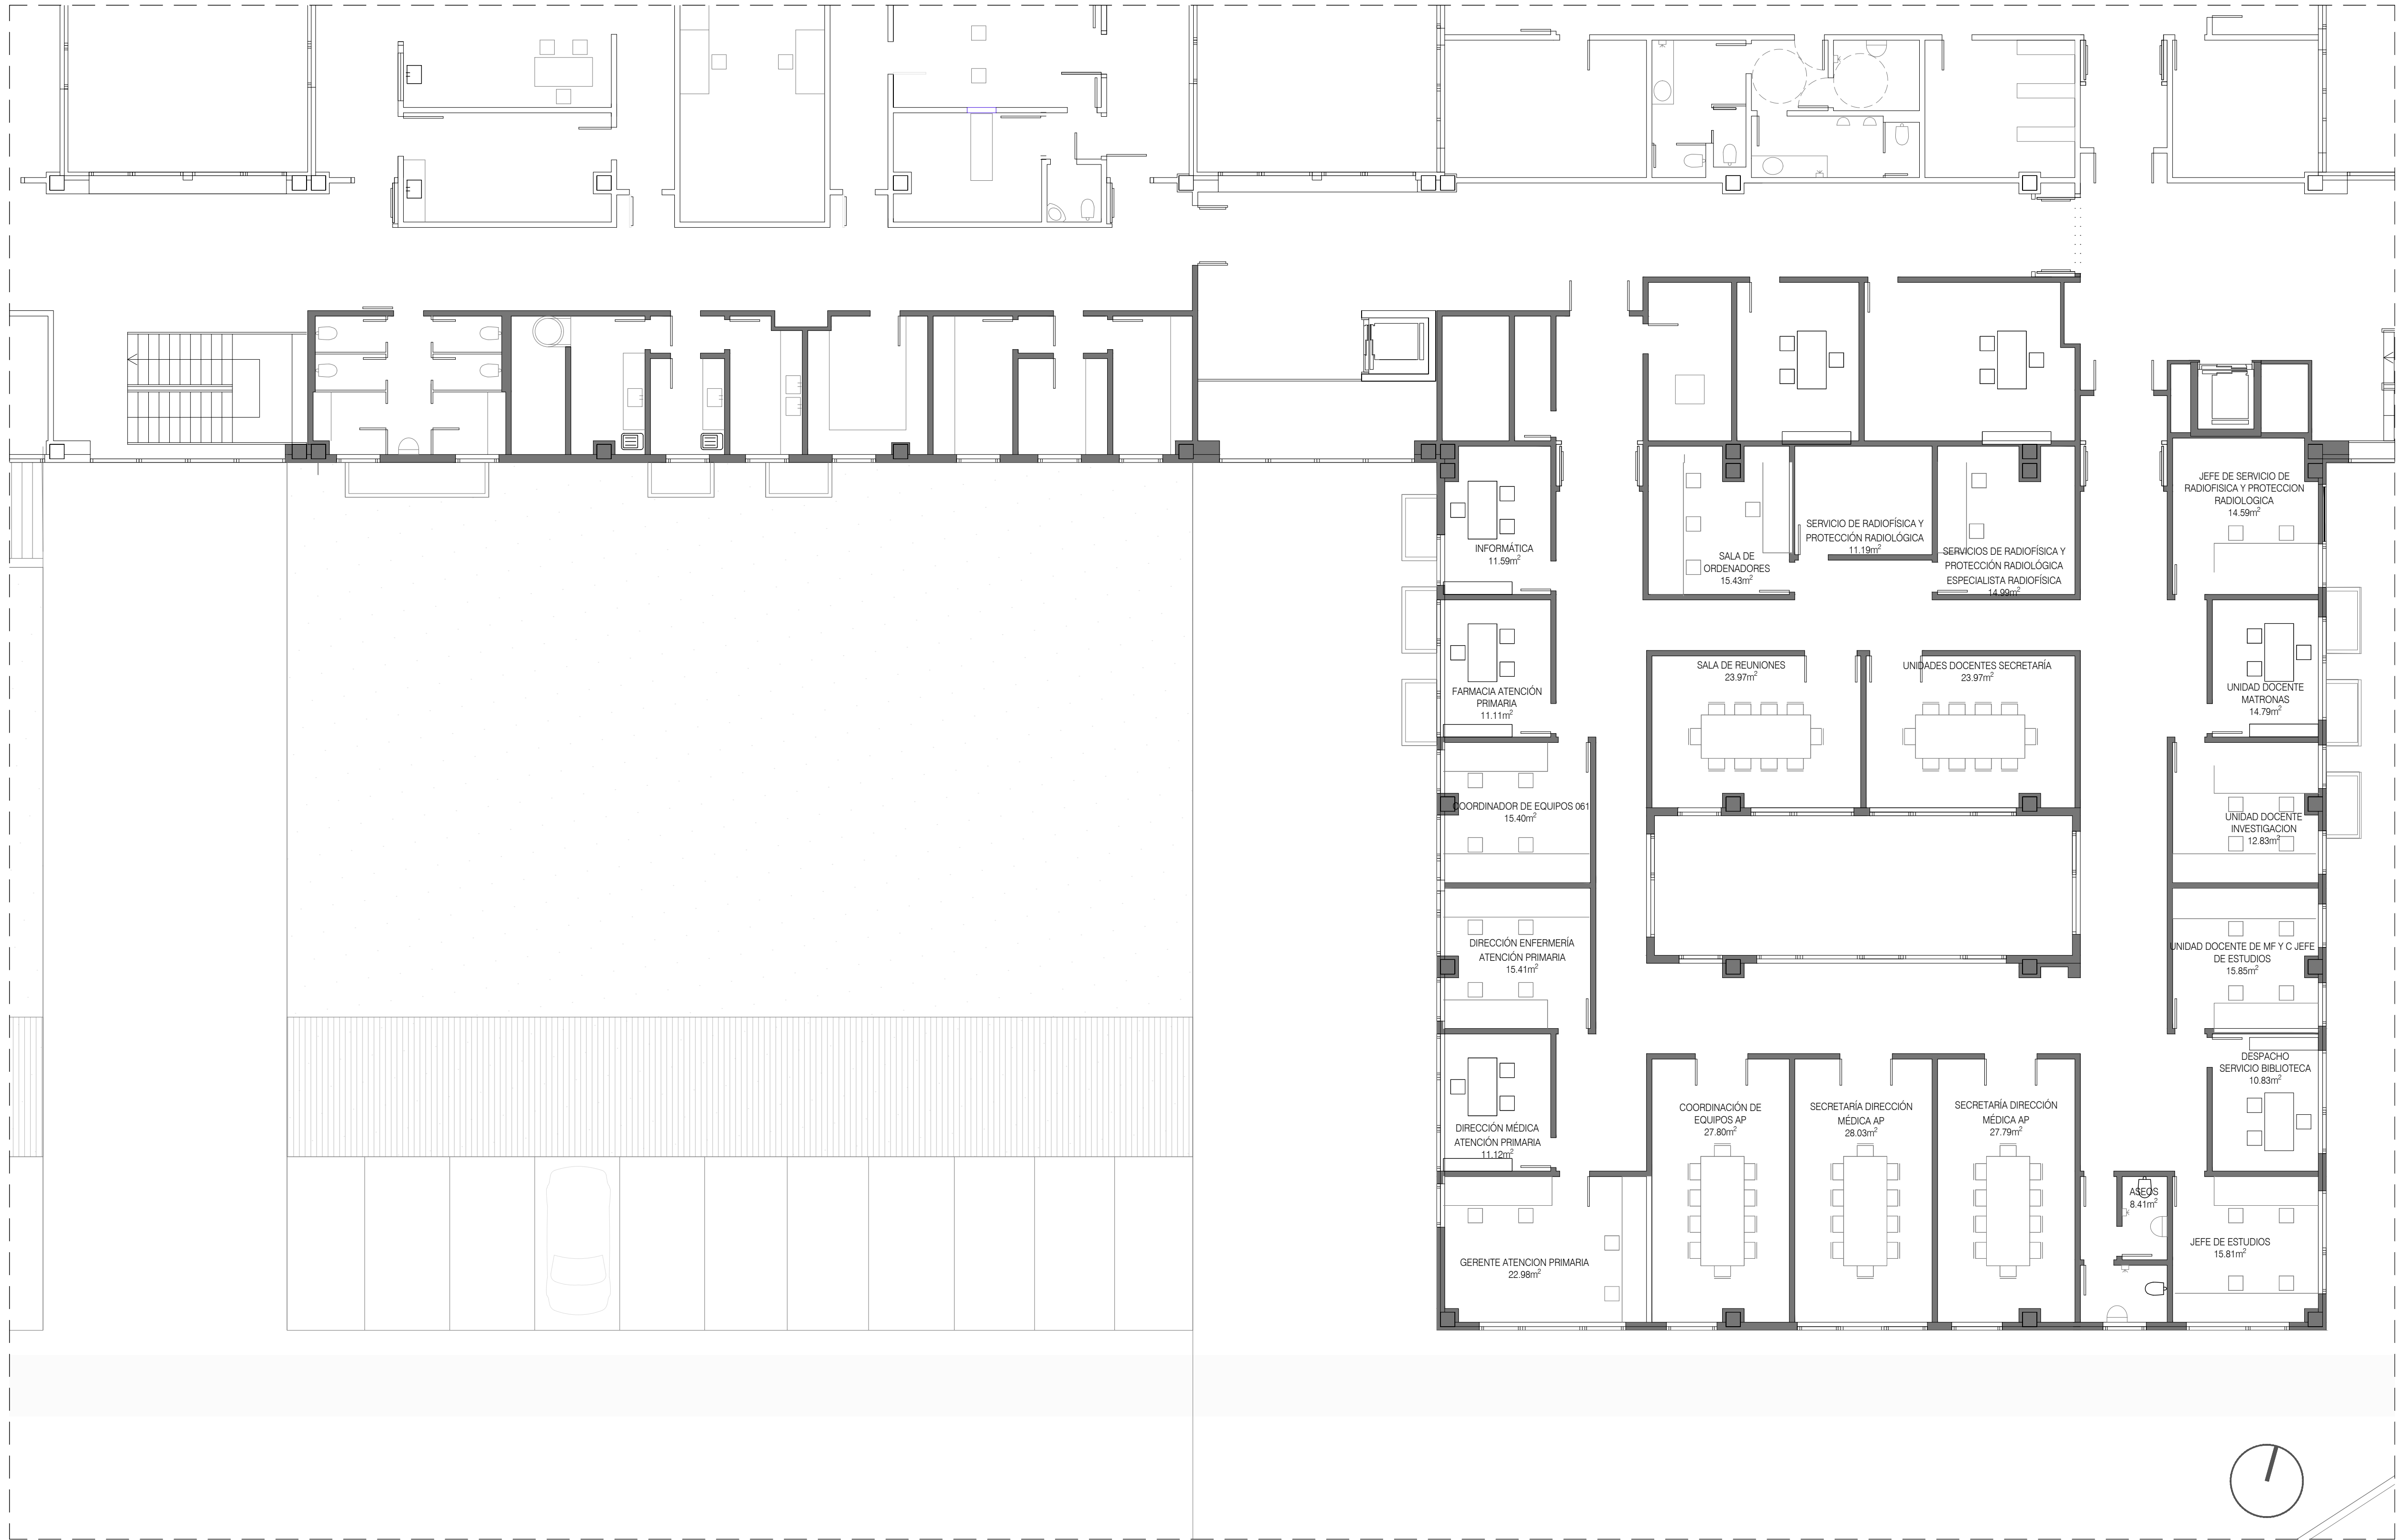 JEFE DE SERVICIO DE
RADIOFISICA Y PROTECCION
RADIOLOGICA
14.59m²
INFORMÁTICA
11.59m²
SALA DE
ORDENADORES
15.43m²
SERVICIO DE RADIOFÍSICA Y
PROTECCIÓN RADIOLÓGICA
11.19m²
SERVICIOS DE RADIOFÍSICA Y
PROTECCIÓN RADIOLÓGICA
ESPECIALISTA RADIOFÍSICA
14.99m²
FARMACIA ATENCIÓN
PRIMARIA
11.11m²
SALA DE REUNIONES
23.97m²
UNIDADES DOCENTES SECRETARÍA
23.97m²
UNIDAD DOCENTE
MATRONAS
14.79m²
COORDINADOR DE EQUIPOS 061
15.40m²
UNIDAD DOCENTE
INVESTIGACION
12.83m²
DIRECCIÓN ENFERMERÍA
ATENCIÓN PRIMARIA
15.41m²
UNIDAD DOCENTE DE MF Y C JEFE
DE ESTUDIOS
15.85m²
DIRECCIÓN MÉDICA
ATENCIÓN PRIMARIA
11.12m²
COORDINACIÓN DE
EQUIPOS AP
27.80m²
SECRETARÍA DIRECCIÓN
MÉDICA AP
28.03m²
SECRETARÍA DIRECCIÓN
MÉDICA AP
27.79m²
DESPACHO
SERVICIO BIBLIOTECA
10.83m²
ASEOS
8.41m²
GERENTE ATENCION PRIMARIA
22.98m²
JEFE DE ESTUDIOS
15.81m²